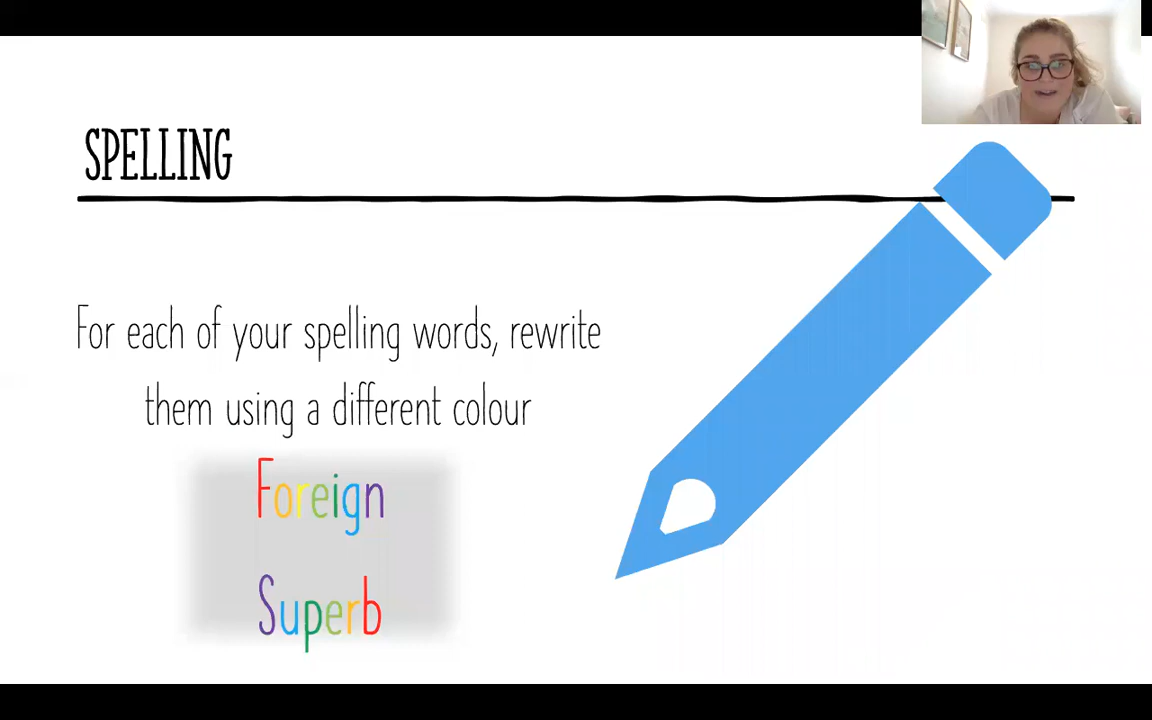 SPELLING
For each of your spelling words, rewrite
them using a different colour
Foreign
Superb